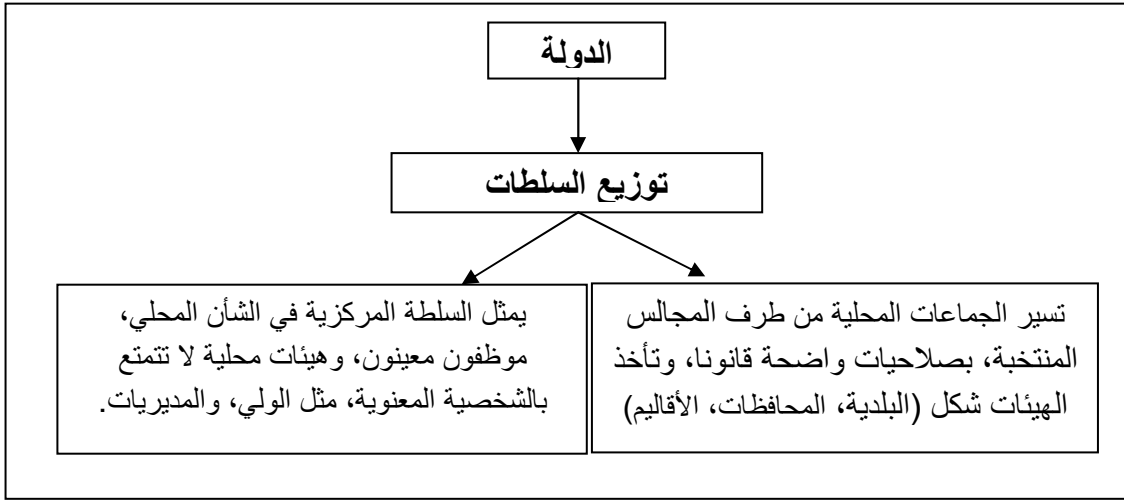 الدولة
توزيع السلطات
تسير الجماعات المحلية من طرف المجالس
المنتخبة، بصلاحيات واضحة قانونا، وتأخذ
الهيئات شكل (البلدية، المحافظات، الأقاليم)
يمثل السلطة المركزية في الشأن المحلي،
موظفون معينون، وهيئات محلية لا تتمتع
بالشخصية المعنوية، مثل الولي، والمديريات.